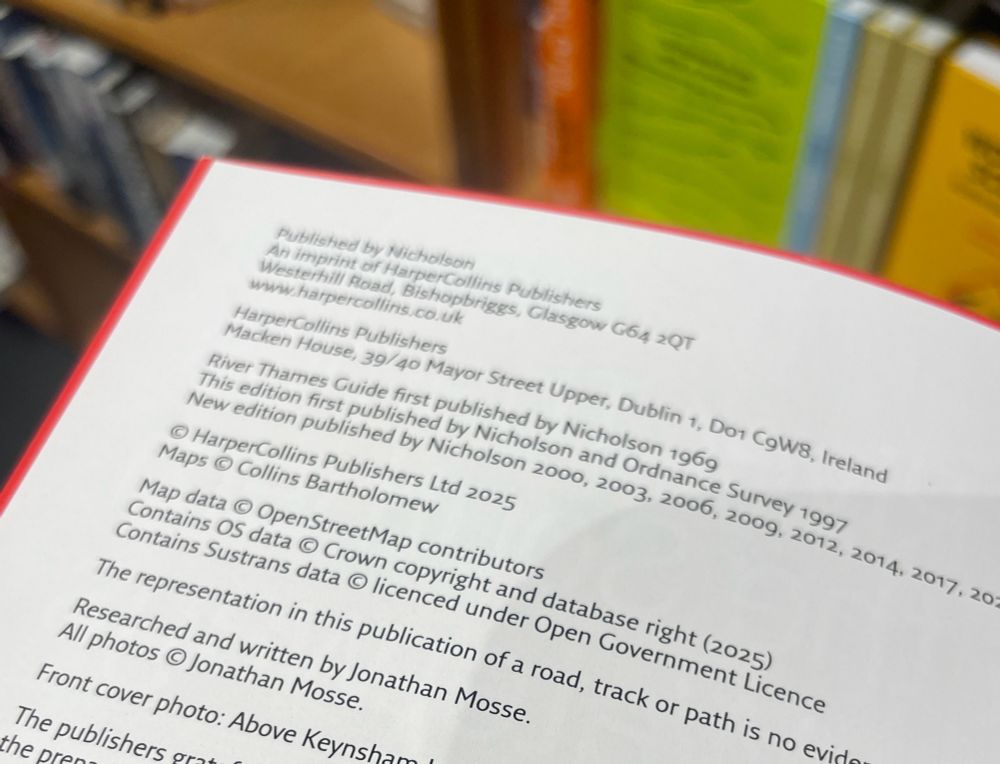 Published by Nicholson
An imprint of HarperCollins Publishers
Westerhill Road, Bishopbriggs, Glasgow G64 2QT
www.harpercollins.co.uk
HarperCollins Publishers
Macken House, 39/40 Mayor Street Upper, Dublin 1, D01 C9W8, Ireland
River Thames Guide first published by Nicholson 1969
This edition first published by Nicholson and Ordnance Survey 1997
New edition published by Nicholson 2000, 2003, 2006, 2009, 2012, 2014, 2017,
© HarperCollins Publishers Ltd 2025
Maps © Collins Bartholomew
Map data © OpenStreetMap contributors
Contains OS data © Crown copyright and database right (2025)
Contains Sustrans data © licenced under Open Government Licence
The representation in this publication of a road, track or path is no
Researched and written by Jonathan Mosse.
All photos © Jonathan Mosse.
Front cover photo: Above Keynsham
The publishers
the